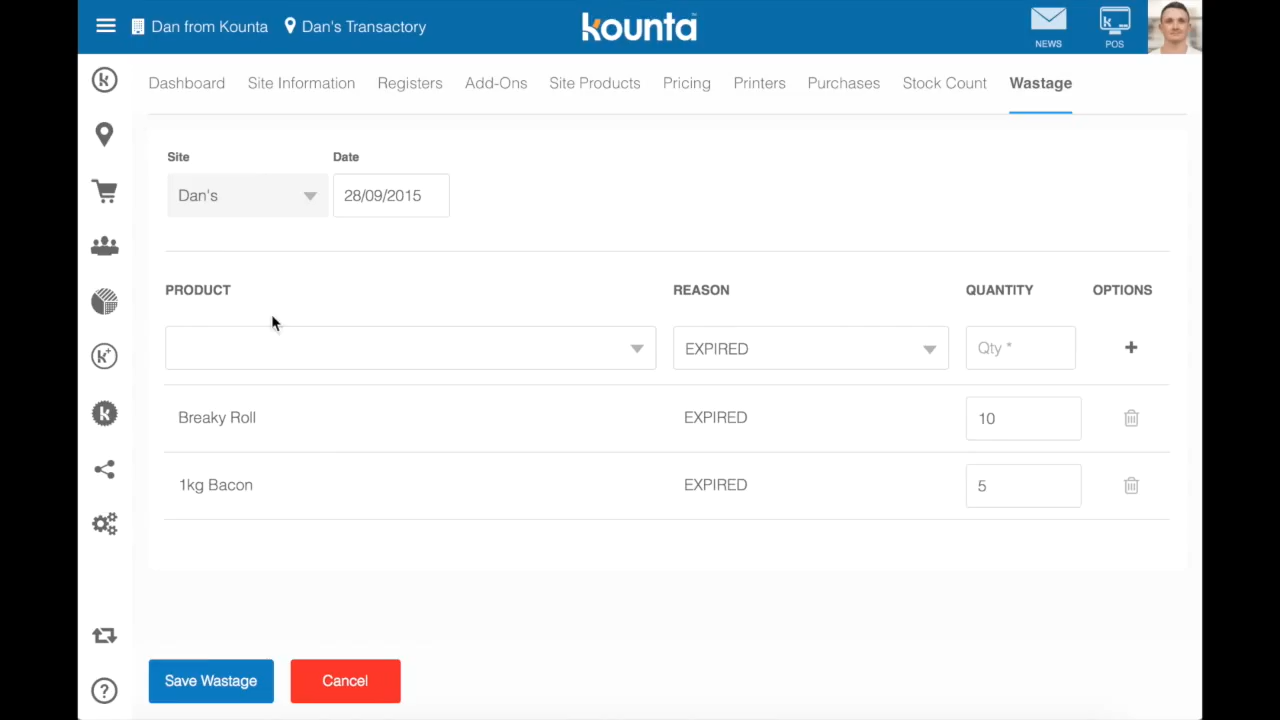 Dan from Kounta Dan's Transactory kounta NEWS POS
Dashboard Site Information Registers Add-Ons Site Products Pricing Printers Purchases Stock Count Wastage
Site Date
Dan's 28/09/2015
PRODUCT REASON QUANTITY OPTIONS
EXPIRED Qty * +
Breaky Roll EXPIRED 10
1kg Bacon EXPIRED 5
Save Wastage Cancel